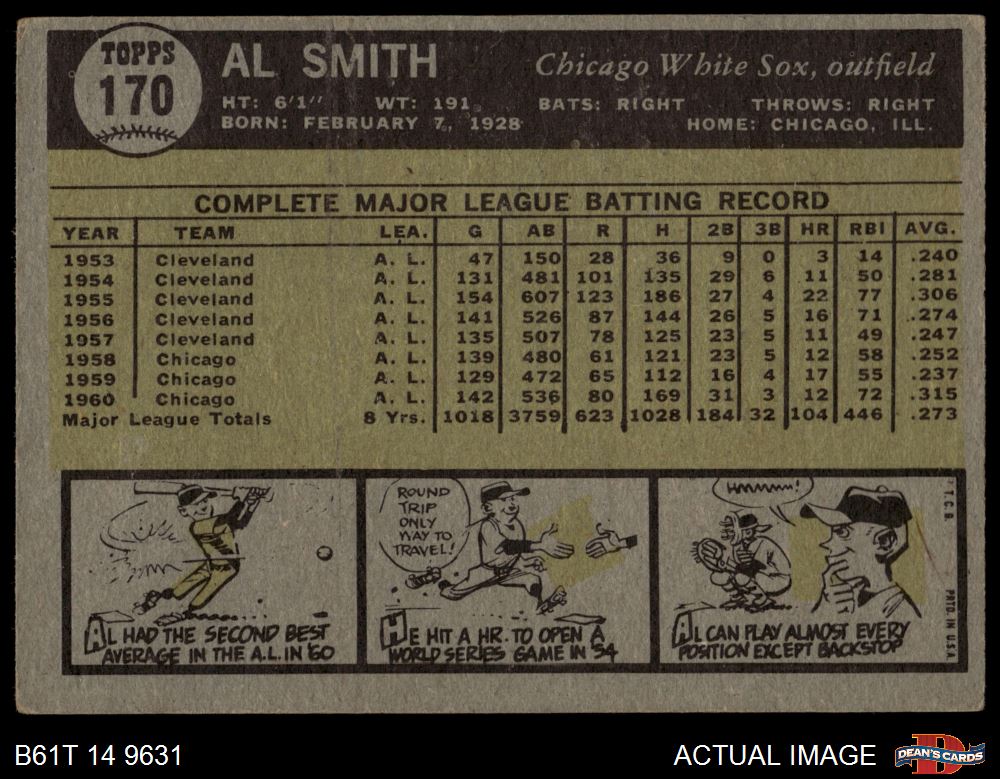 TOPPS
170
AL SMITH
Chicago White Sox, outfield
HT: 6'1" WT: 191 BATS: RIGHT THROWS: RIGHT
BORN: FEBRUARY 7, 1928 HOME: CHICAGO, ILL.
COMPLETE MAJOR LEAGUE BATTING RECORD
YEAR TEAM LEA. G AB R H 2B 3B HR RBI AVG.
1953 Cleveland A. L. 47 150 28 36 9 0 3 14 .240
1954 Cleveland A. L. 131 481 101 135 29 6 11 50 .281
1955 Cleveland A. L. 154 607 123 186 27 4 22 77 .306
1956 Cleveland A. L. 141 526 87 144 26 5 16 71 .274
1957 Cleveland A. L. 135 507 78 125 23 5 11 49 .247
1958 Chicago A. L. 139 480 61 121 23 5 12 58 .252
1959 Chicago A. L. 129 472 65 112 16 4 17 55 .237
1960 Chicago A. L. 142 536 80 169 31 3 12 72 .315
Major League Totals 8 Yrs. 1018 3759 623 1028 184 32 104 446 .273
AL HAD THE SECOND BEST
AVERAGE IN THE A.L. IN '60
ROUND
TRIP
ONLY
WAY TO
TRAVEL!
HE HIT A HR. TO OPEN A
WORLD SERIES GAME IN '54
HMMMM!
AL CAN PLAY ALMOST EVERY
POSITION EXCEPT BACKSTOP
T.C.G. PRTD. IN U.S.A.
B61T 14 9631
ACTUAL IMAGE
DEAN'S CARDS